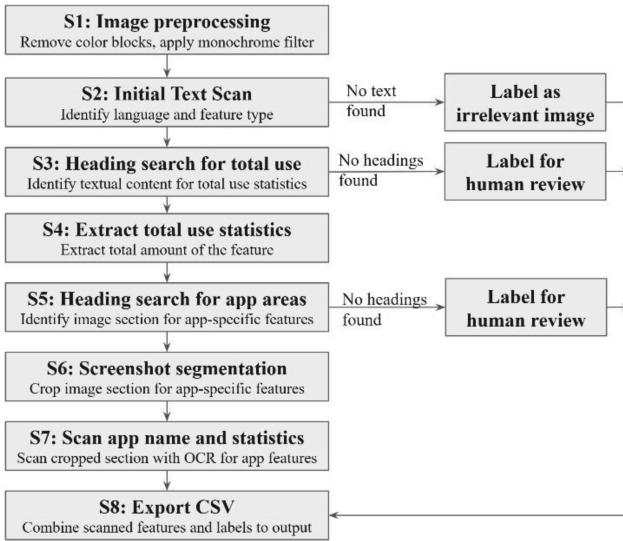 S1: Image preprocessing
Remove color blocks, apply monochrome filter
S2: Initial Text Scan
Identify language and feature type
No text
found
Label as
irrelevant image
S3: Heading search for total use
Identify textual content for total use statistics
No headings
found
Label for
human review
S4: Extract total use statistics
Extract total amount of the feature
S5: Heading search for app areas
Identify image section for app-specific features
No headings
found
Label for
human review
S6: Screenshot segmentation
Crop image section for app-specific features
S7: Scan app name and statistics
Scan cropped section with OCR for app features
S8: Export CSV
Combine scanned features and labels to output